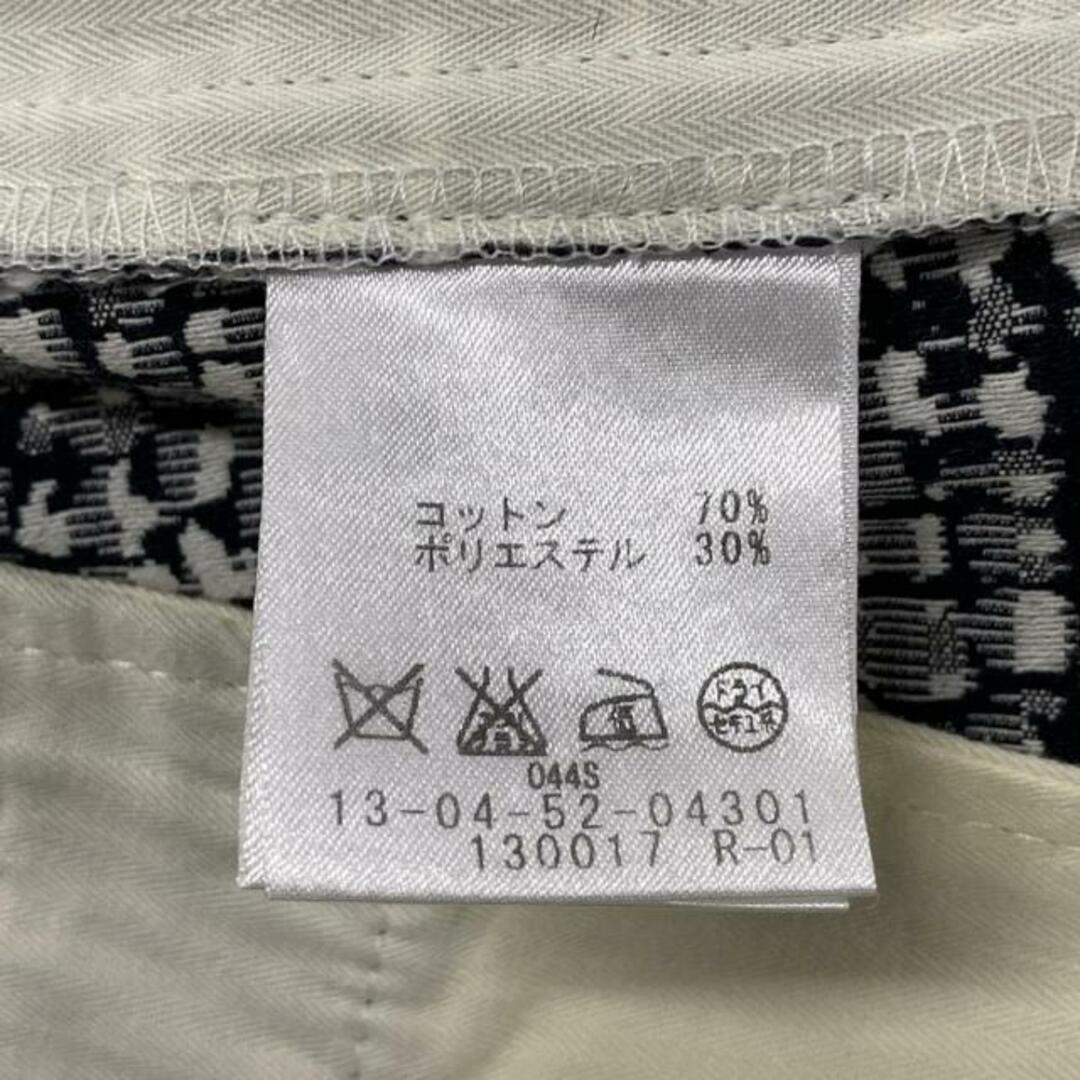 コットン 70%
ポリエステル 30%
低
ドライ
セキユ系
044S
13-04-52-04301
130017 R-01